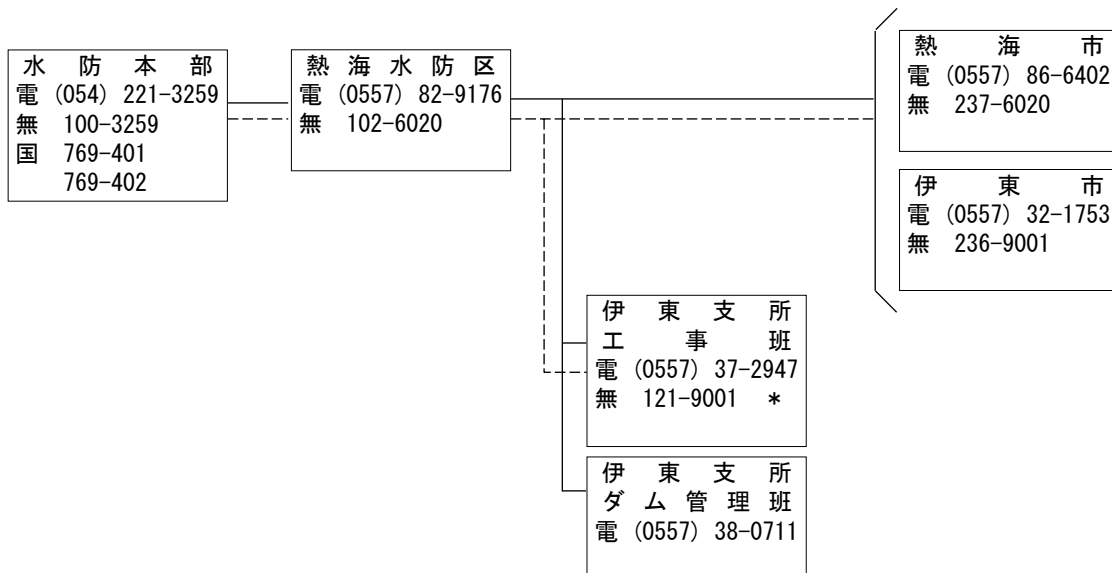 水防本部
電 (054) 221-3259
無 100-3259
国 769-401
769-402
熱海水防区
電 (0557) 82-9176
無 102-6020
熱海市
電 (0557) 86-6402
無 237-6020
伊東市
電 (0557) 32-1753
無 236-9001
伊東支所
工事班
電 (0557) 37-2947
無 121-9001 *
伊東支所
ダム管理班
電 (0557) 38-0711